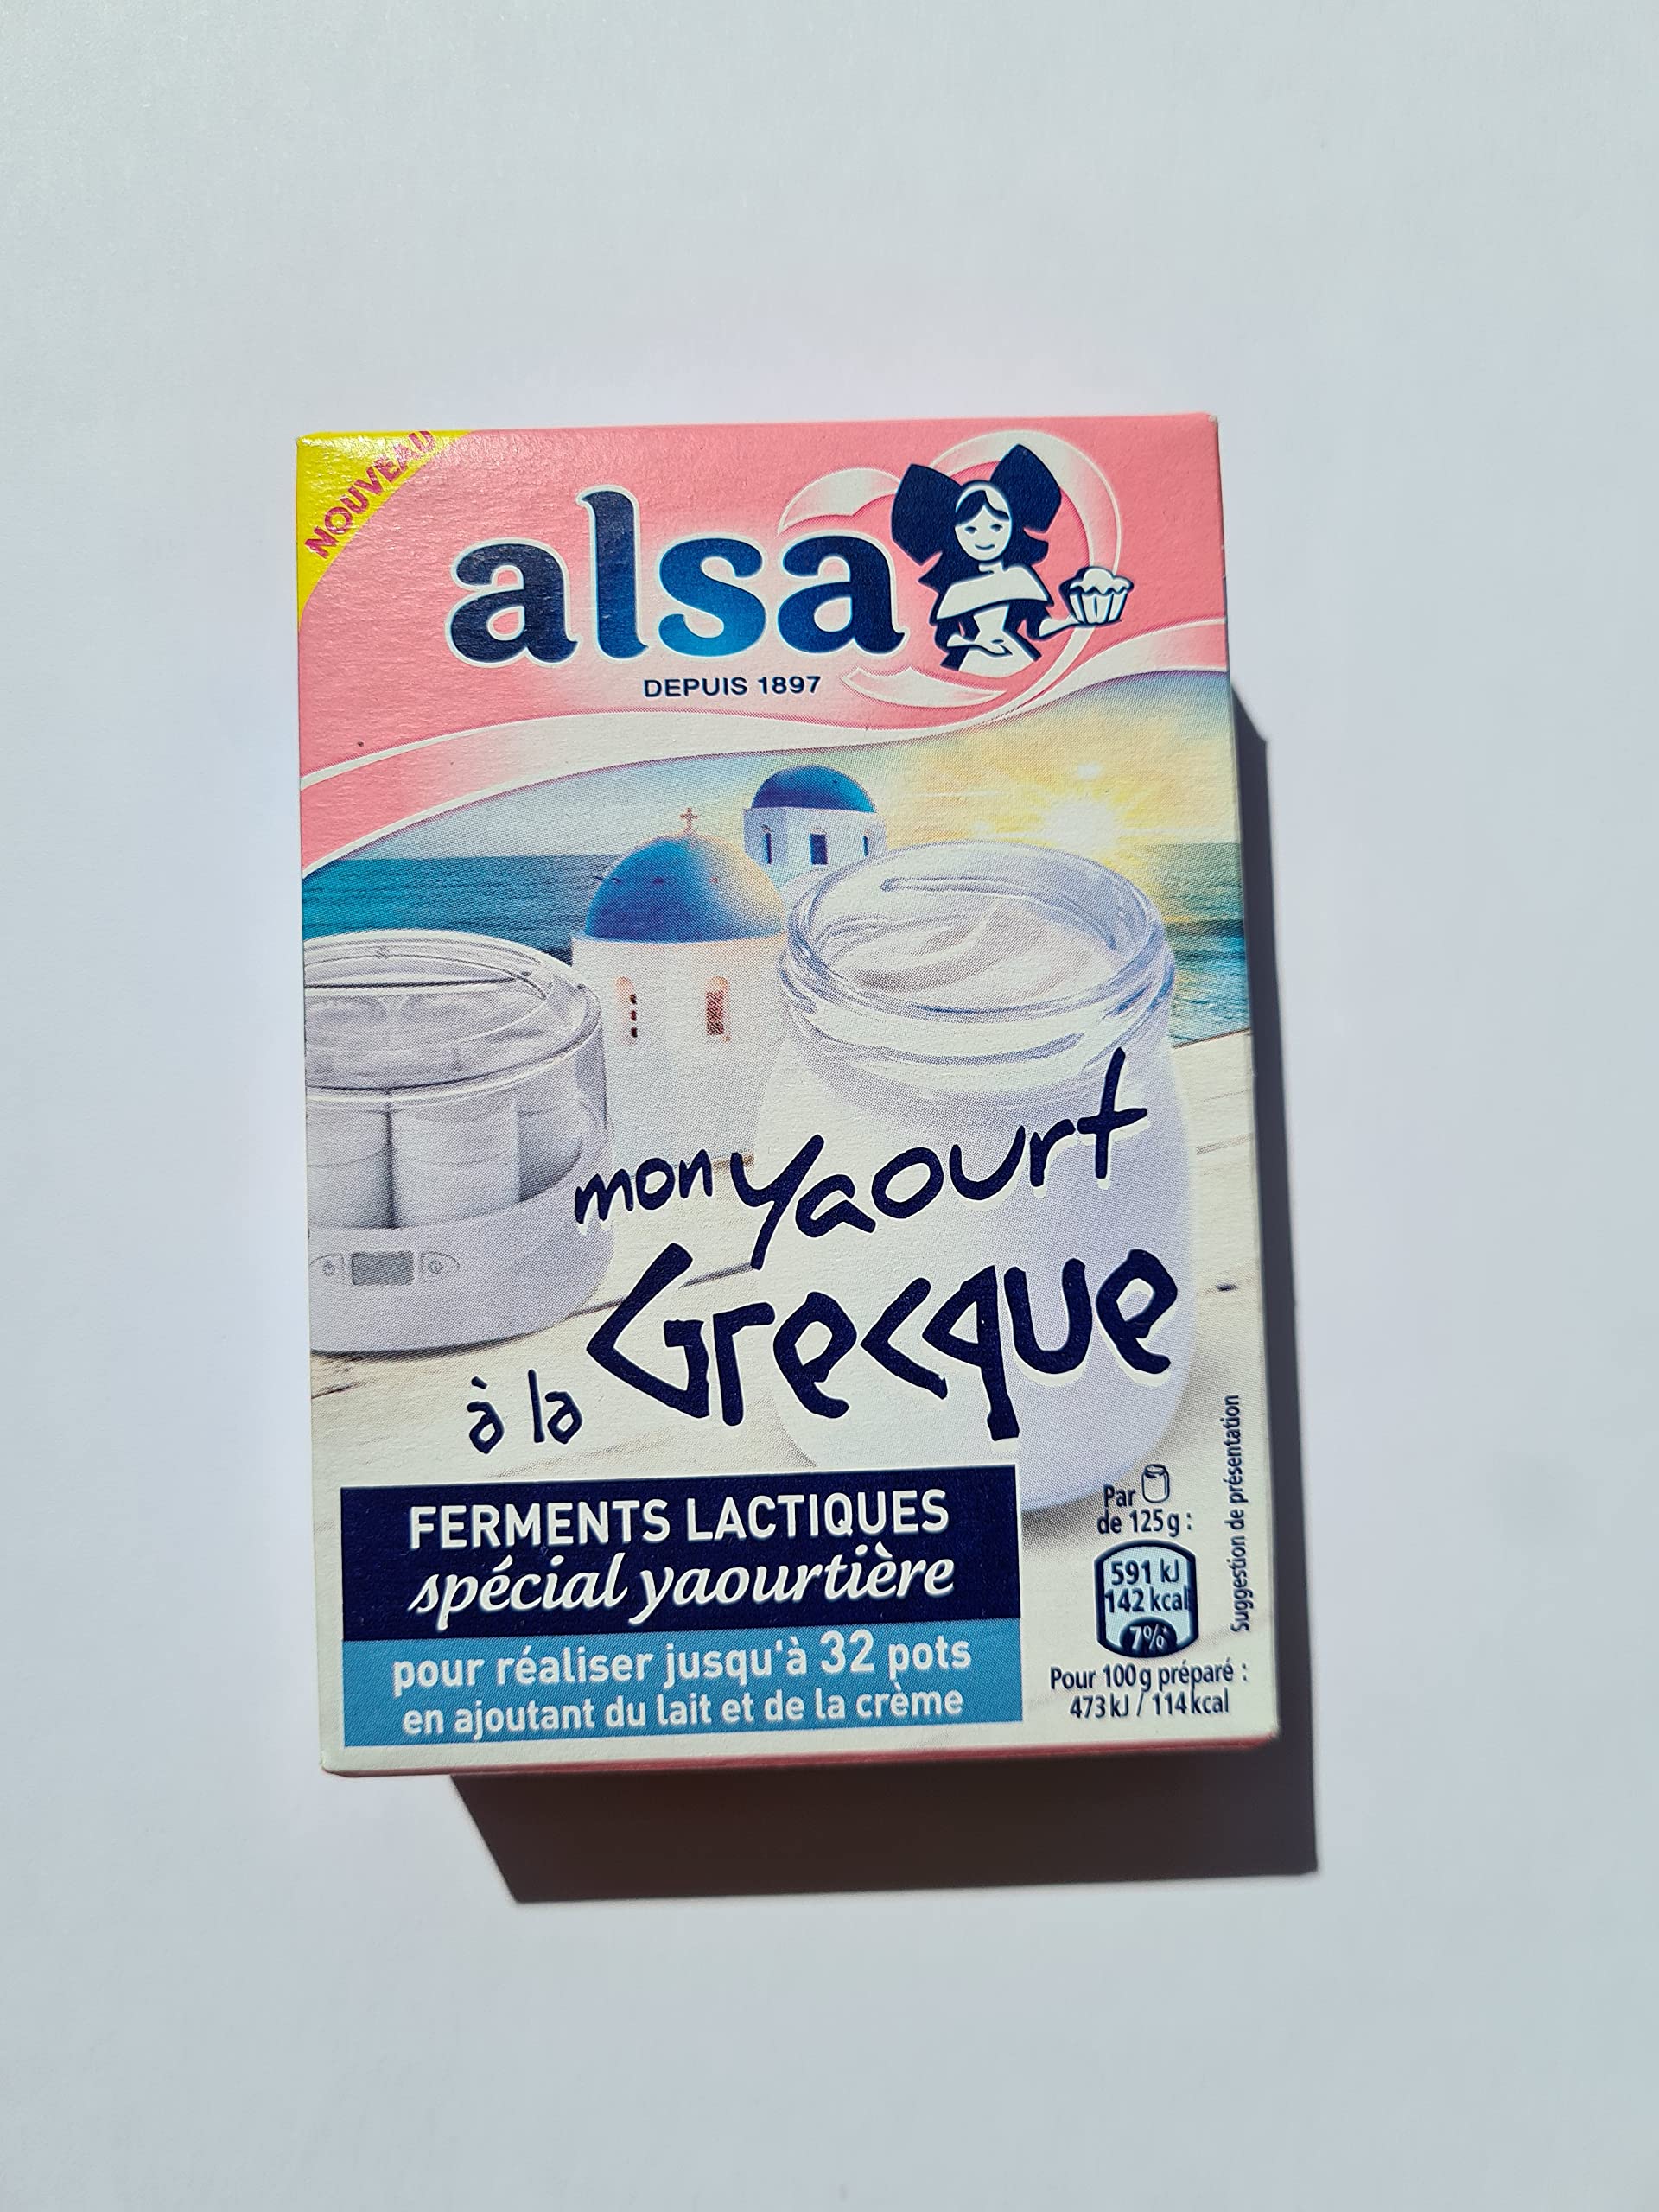 NOUVEAU
alsa
DEPUIS 1897
mon yaourt
à la Grecque
FERMENTS LACTIQUES
spécial yaourtière
pour réaliser jusqu'à 32 pots
en ajoutant du lait et de la crème
Par
de 125g :
591 kJ
142 kcal
7%
Pour 100g préparé :
473 kJ / 114 kcal
Suggestion de présentation